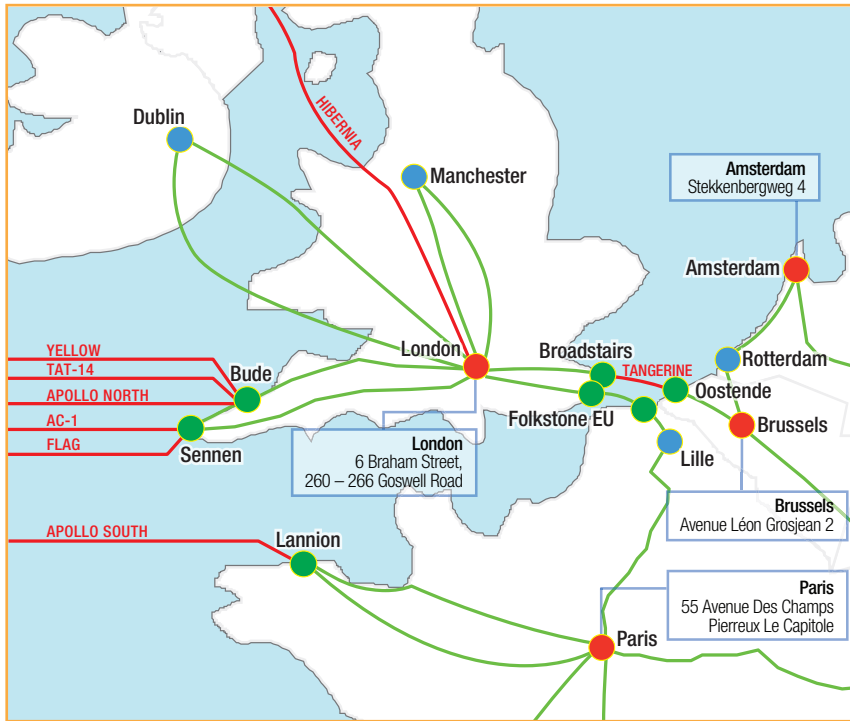 HIBERNIA
Dublin
Manchester
Amsterdam
Stekkenbergweg 4
Amsterdam
YELLOW
TAT-14
APOLLO NORTH
AC-1
FLAG
Bude
Sennen
London
Broadstairs
TANGERINE
Rotterdam
Oostende
Folkstone EU
Brussels
Lille
London
6 Braham Street,
260 – 266 Goswell Road
Brussels
Avenue Léon Grosjean 2
APOLLO SOUTH
Lannion
Paris
55 Avenue Des Champs
Pierreux Le Capitole
Paris